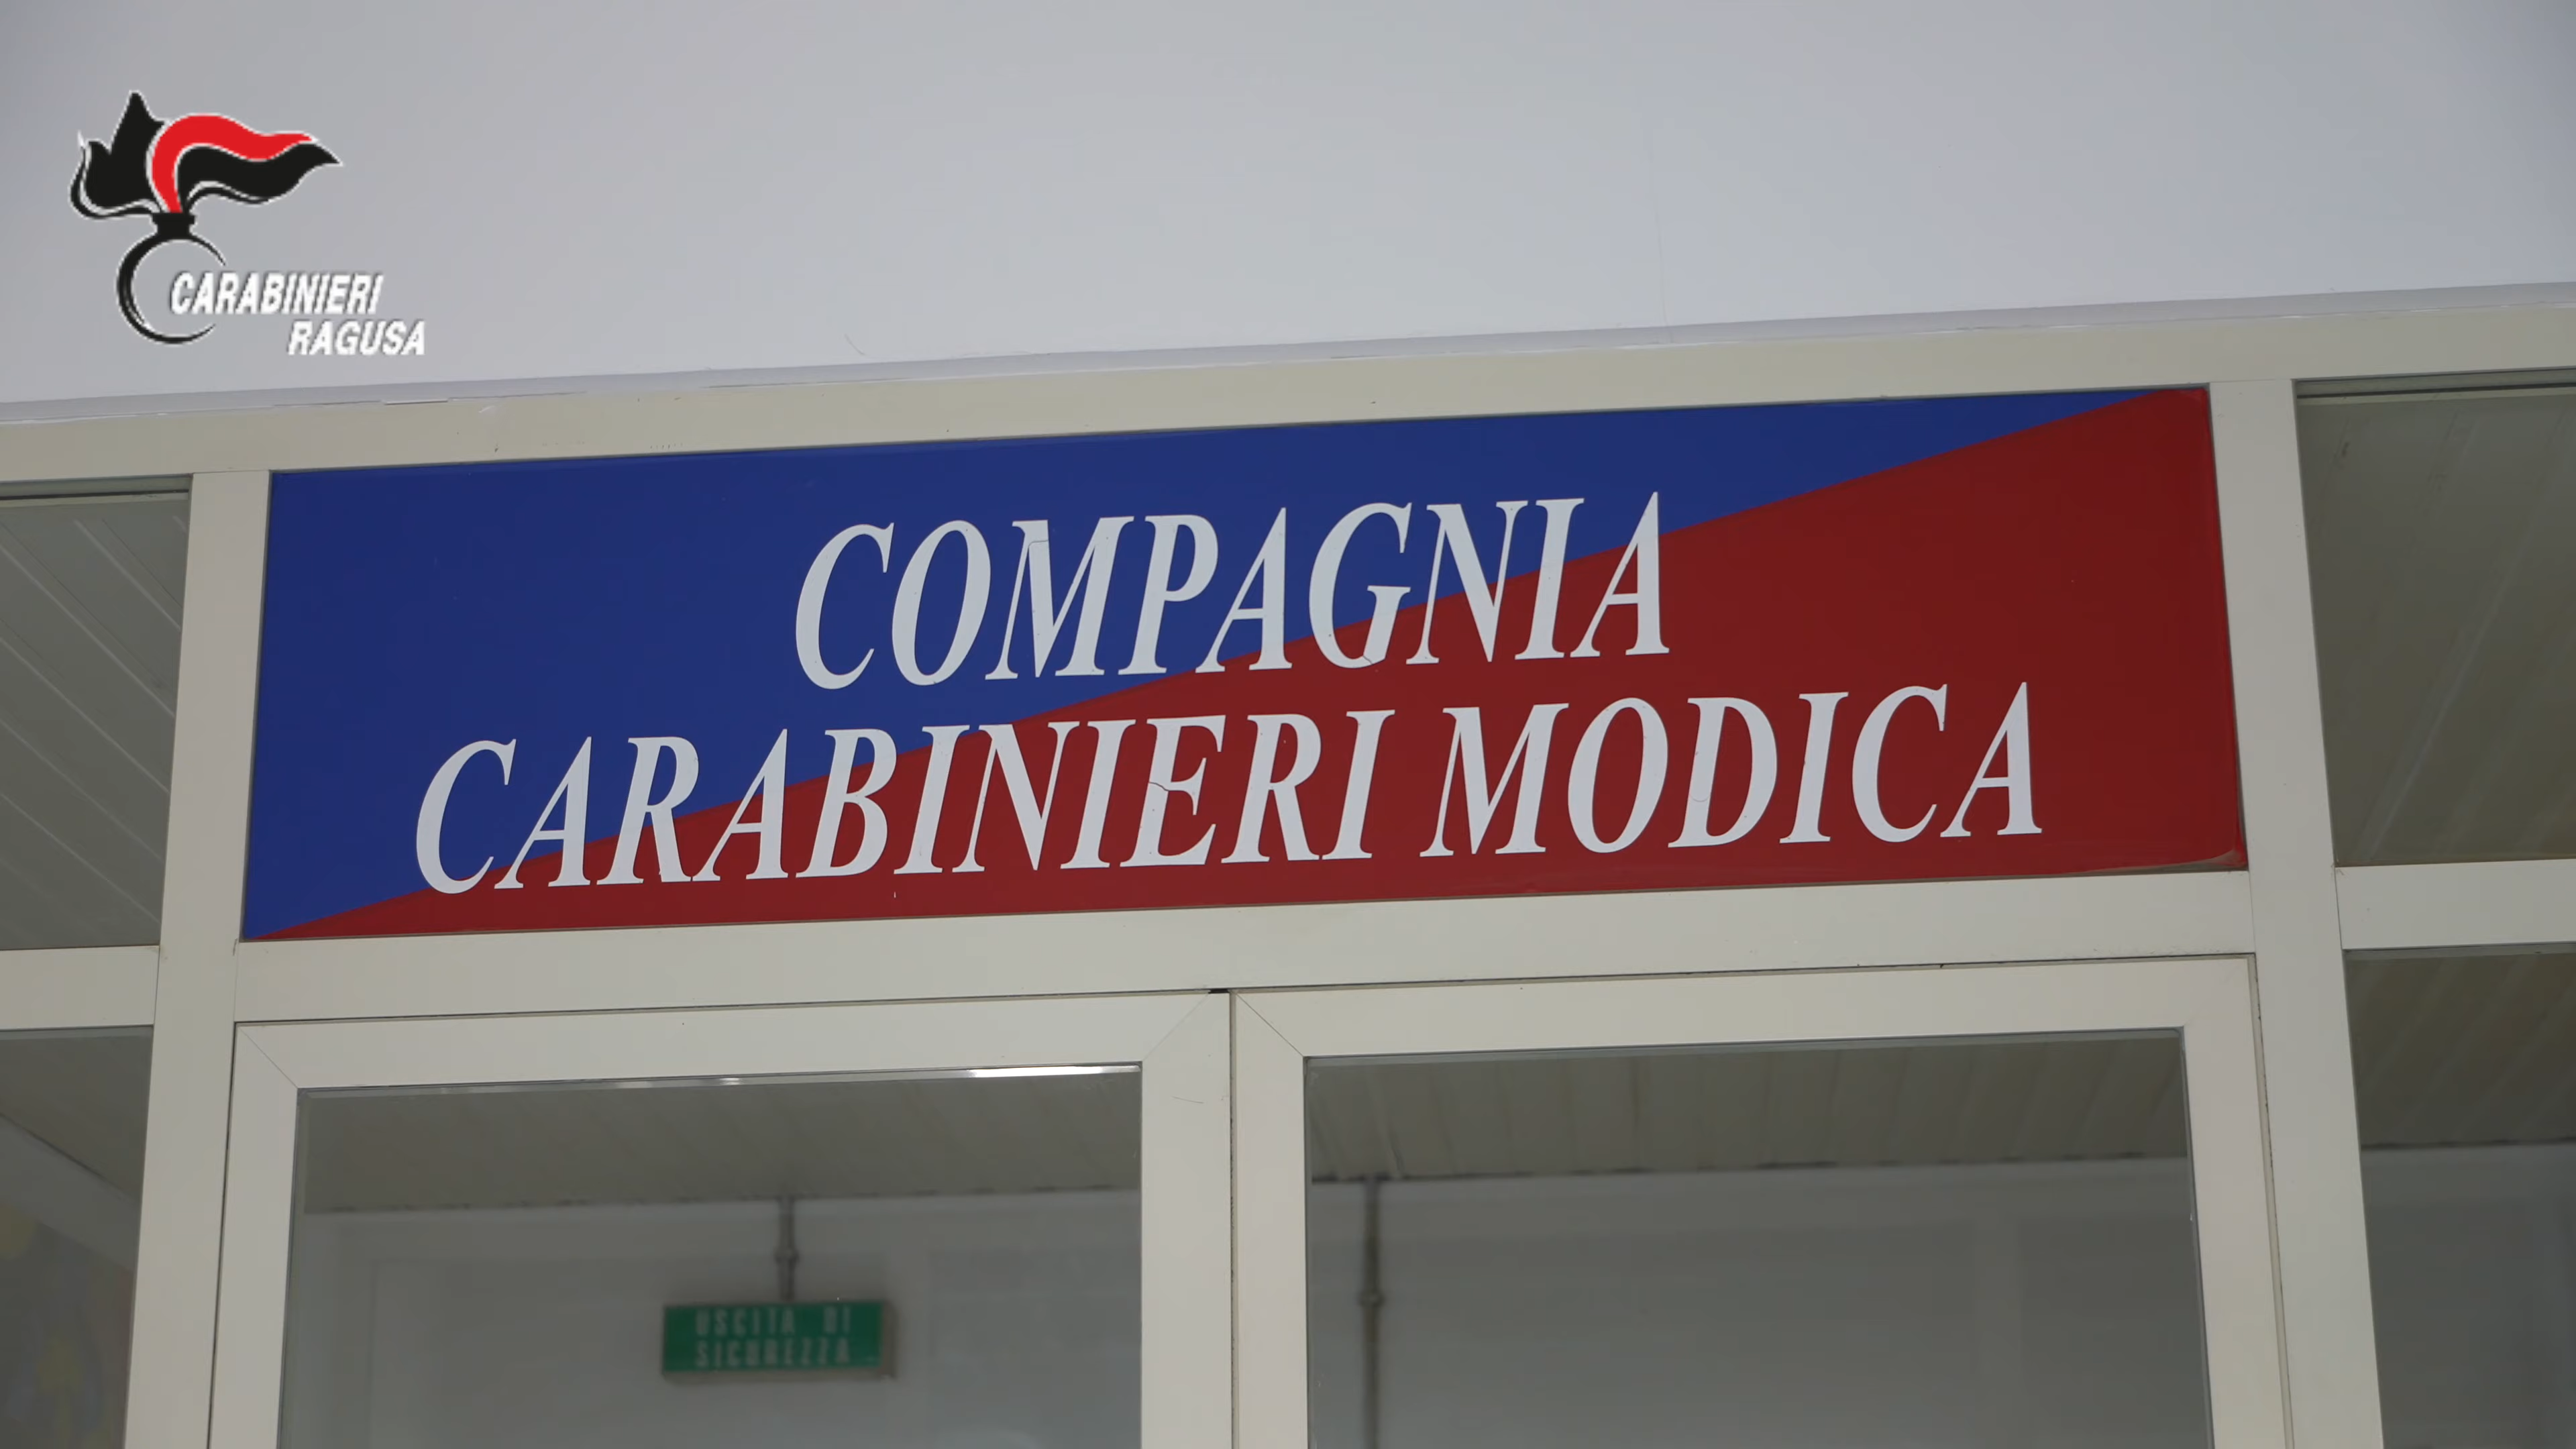 CARABINIERI
RAGUSA
COMPAGNIA
CARABINIERI MODICA
USCITA DI
SICUREZZA